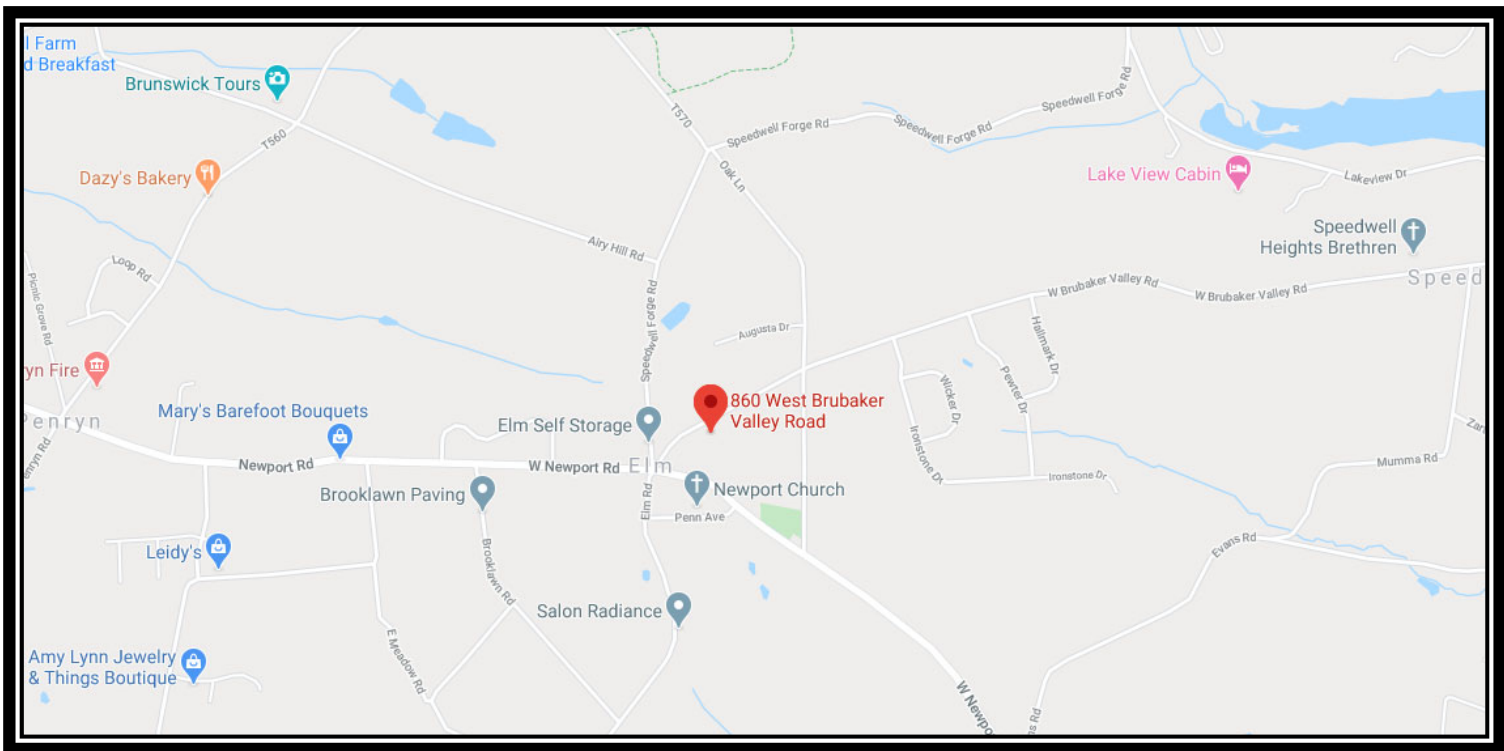 l Farm
d Breakfast
Brunswick Tours
T560
T570
Speedwell Forge Rd
Speedwell Forge Rd
Speedwell Forge Rd
Dazy's Bakery
Oak Ln
Lake View Cabin
Lakeview Dr
Speedwell
Heights Brethren
Airy Hill Rd
Loop Rd
Picnic Grove Rd
W Brubaker Valley Rd
W Brubaker Valley Rd
Speed
Speedwell Forge Rd
Augusta Dr
Hallmark Dr
Pewter Dr
Wicker Dr
yn Fire
Penryn
Mary's Barefoot Bouquets
Elm Self Storage
860 West Brubaker
Valley Road
Ironstone Dr
Zar
enryn Rd
Newport Rd
W Newport Rd
Elm
Mumma Rd
Ironstone Dr
Brooklawn Paving
Newport Church
Elm Rd
Penn Ave
Leidy's
Evans Rd
Brooklawn Rd
Salon Radiance
E Meadow Rd
Amy Lynn Jewelry
& Things Boutique
W Newpo
ns Rd